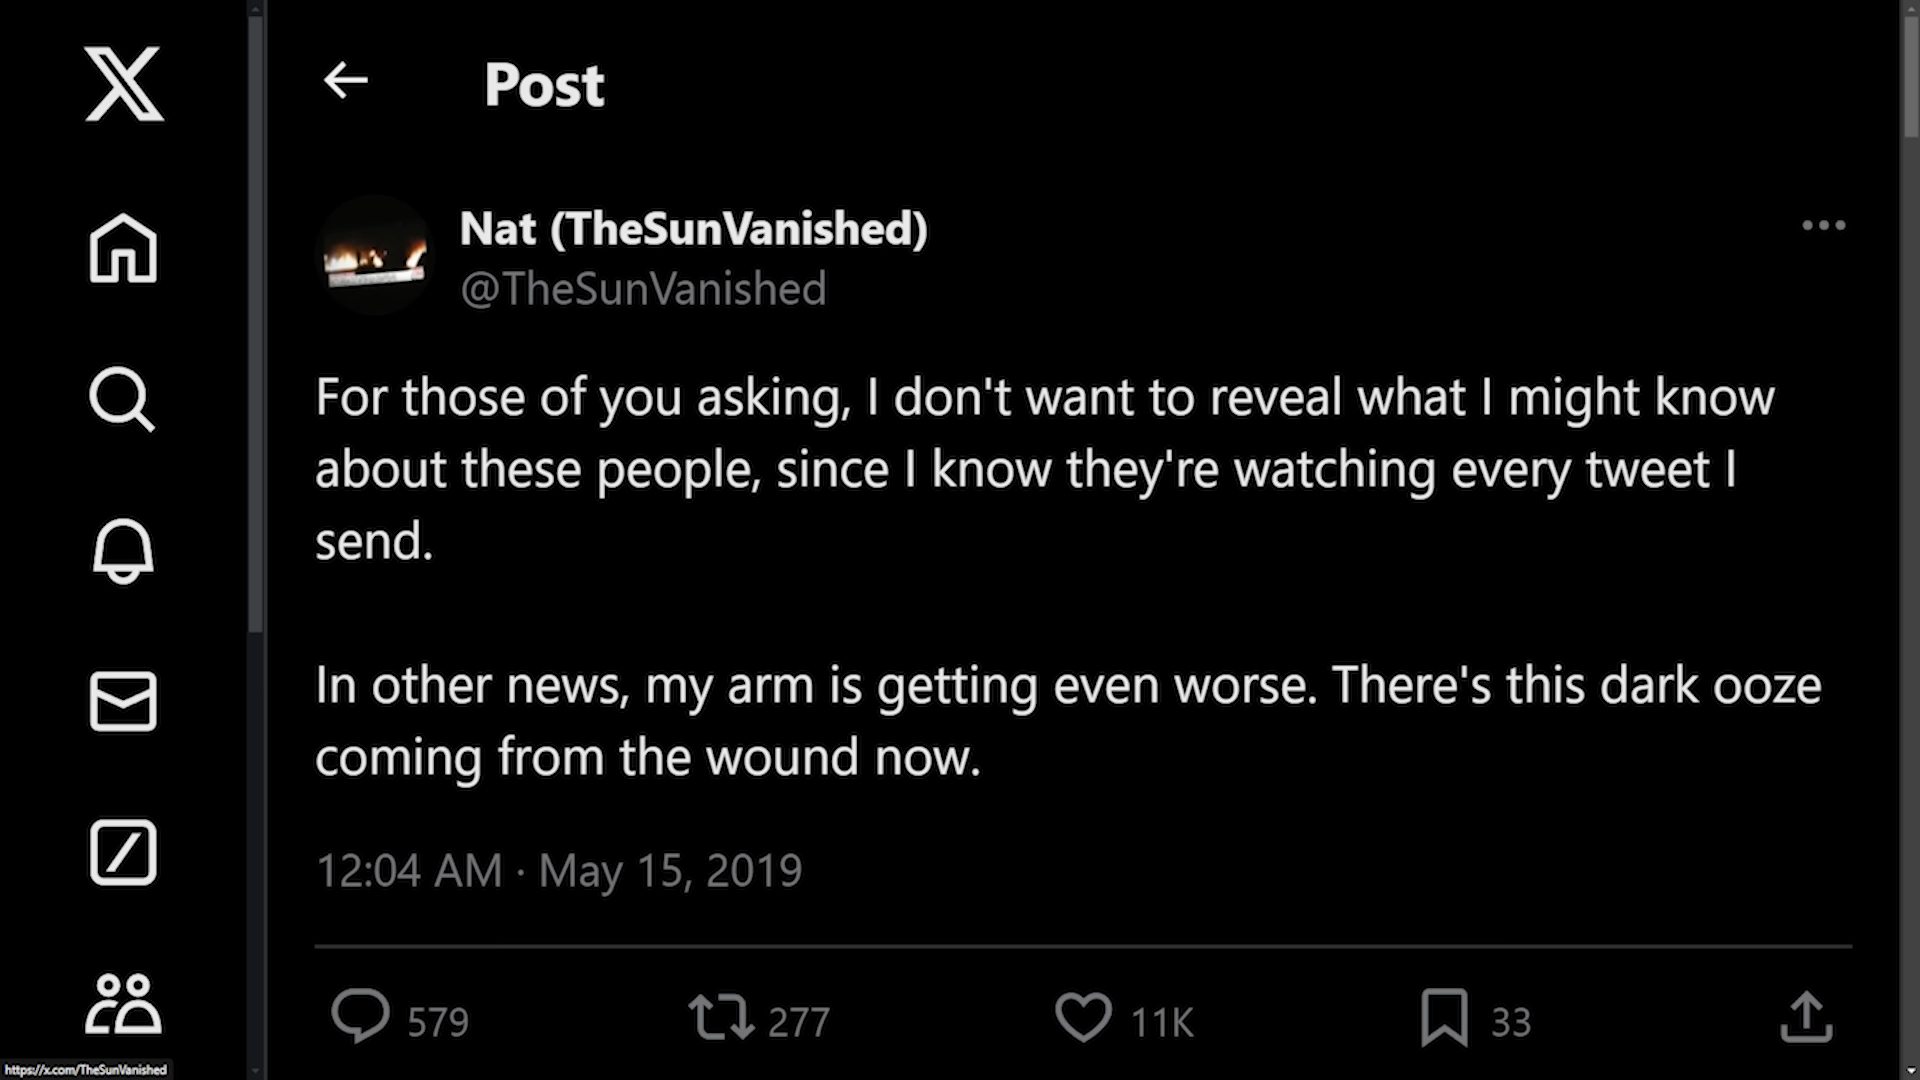 Post
Nat (TheSunVanished)
@TheSunVanished
For those of you asking, I don't want to reveal what I might know
about these people, since I know they're watching every tweet I
send.
In other news, my arm is getting even worse. There's this dark ooze
coming from the wound now.
12:04 AM · May 15, 2019
579 277 11K 33
https://x.com/TheSunVanished